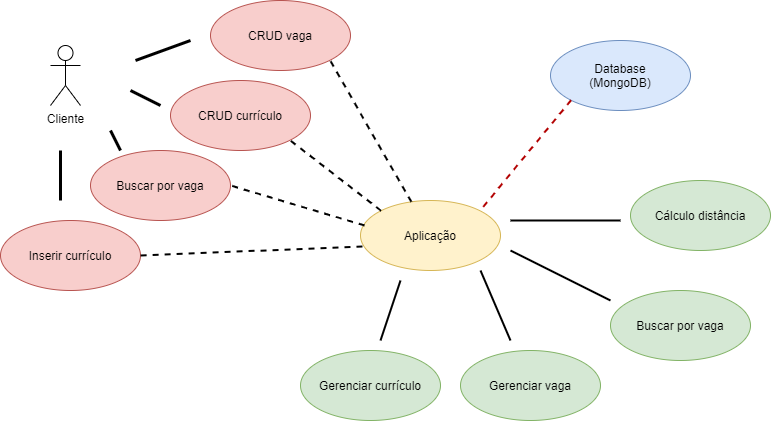 CRUD vaga
Database
(MongoDB)
Cliente
CRUD currículo
Buscar por vaga
Cálculo distância
Aplicação
Inserir currículo
Buscar por vaga
Gerenciar currículo
Gerenciar vaga